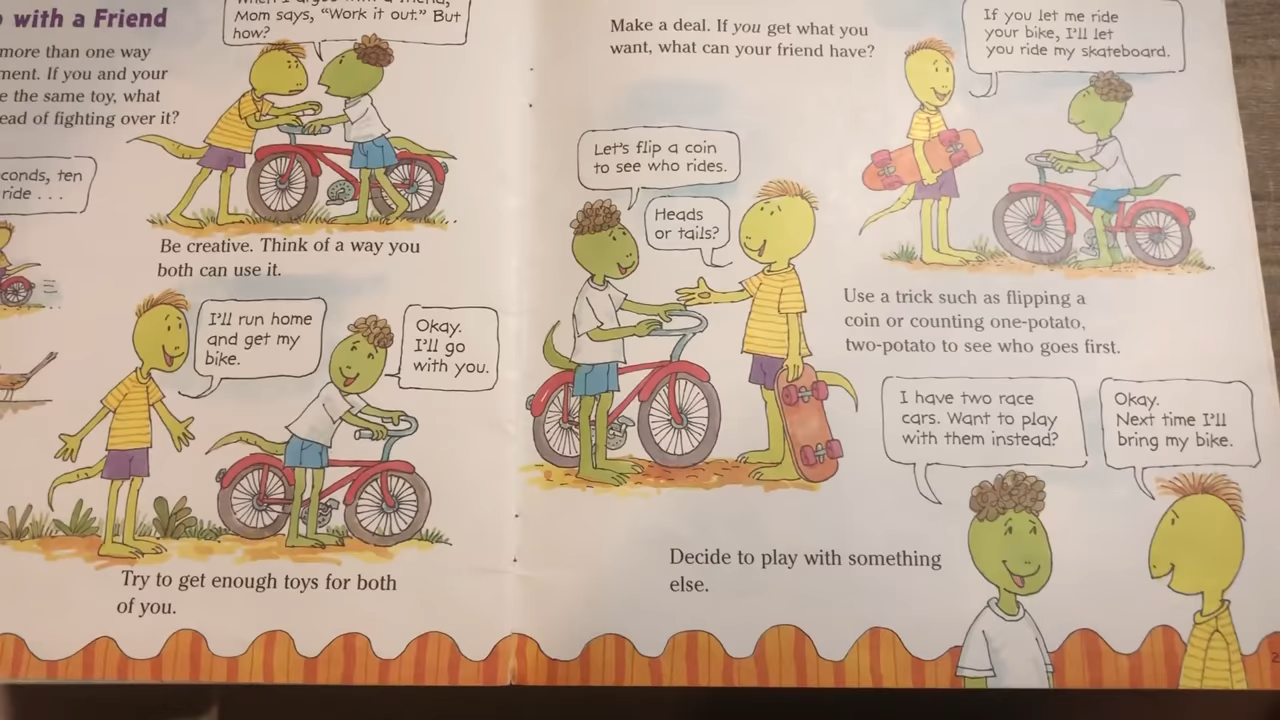 with a Friend
more than one way
If you and your
the same toy, what
of fighting over it?
Mom says, "Work it out." But
how?
ten
ride . . .
Be creative. Think of a way you
both can use it.
I'll run home
and get my
bike.
Okay.
I'll go
with you.
Try to get enough toys for both
of you.
Make a deal. If you get what you
want, what can your friend have?
If you let me ride
your bike, I'll let
you ride my skateboard.
Let's flip a coin
to see who rides.
Heads
or tails?
Use a trick such as flipping a
coin or counting one-potato,
two-potato to see who goes first.
I have two race
cars. Want to play
with them instead?
Okay.
Next time I'll
bring my bike.
Decide to play with something
else.